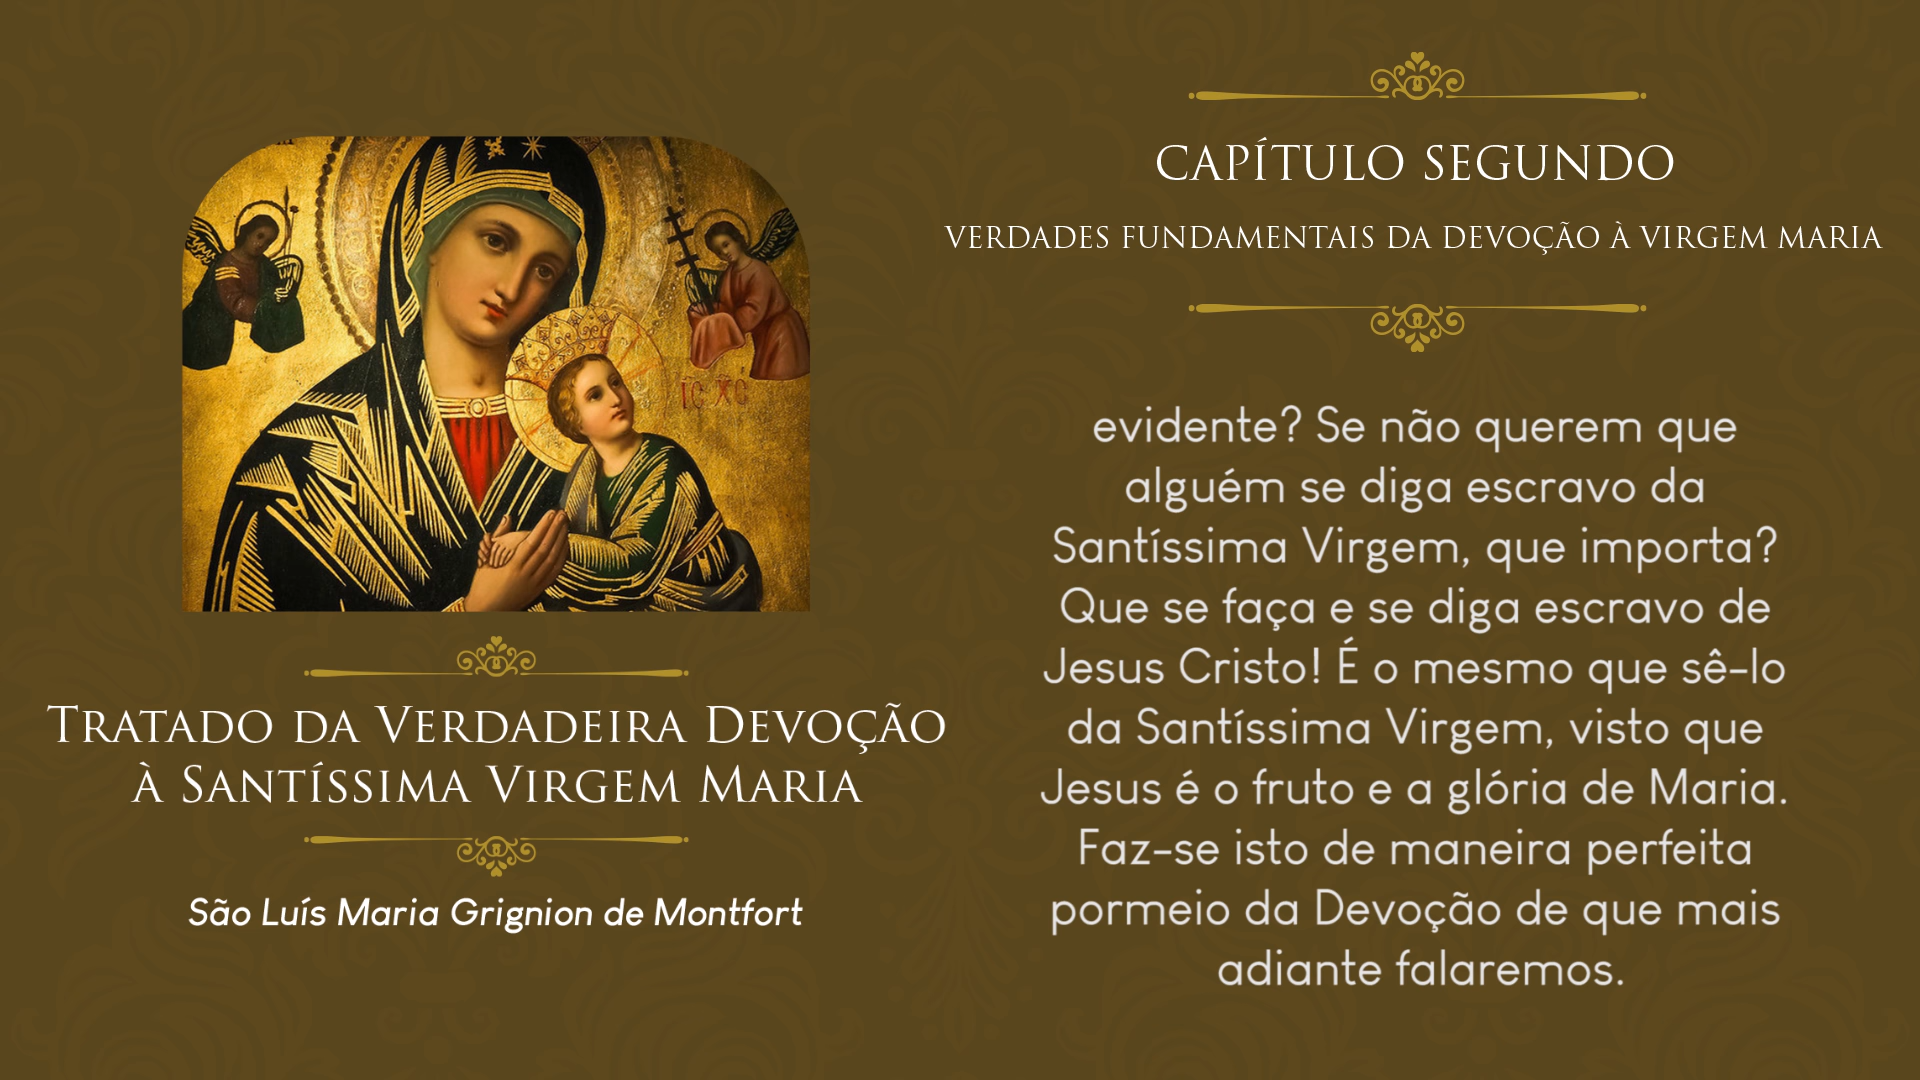 TRATADO DA VERDADEIRA DEVOÇÃO
À SANTÍSSIMA VIRGEM MARIA
São Luís Maria Grignion de Montfort
CAPÍTULO SEGUNDO
VERDADES FUNDAMENTAIS DA DEVOÇÃO À VIRGEM MARIA
evidente? Se não querem que
alguém se diga escravo da
Santíssima Virgem, que importa?
Que se faça e se diga escravo de
Jesus Cristo! É o mesmo que sê-lo
da Santíssima Virgem, visto que
Jesus é o fruto e a glória de Maria.
Faz-se isto de maneira perfeita
pormeio da Devoção de que mais
adiante falaremos.